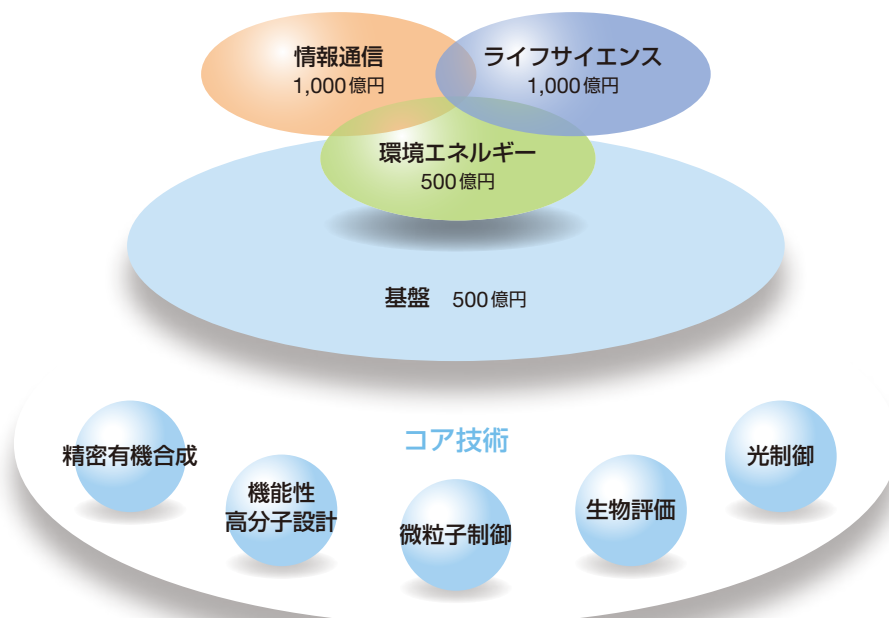 情報通信
1,000億円
ライフサイエンス
1,000億円
環境エネルギー
500億円
基盤 500億円
コア技術
精密有機合成
機能性
高分子設計
微粒子制御
生物評価
光制御